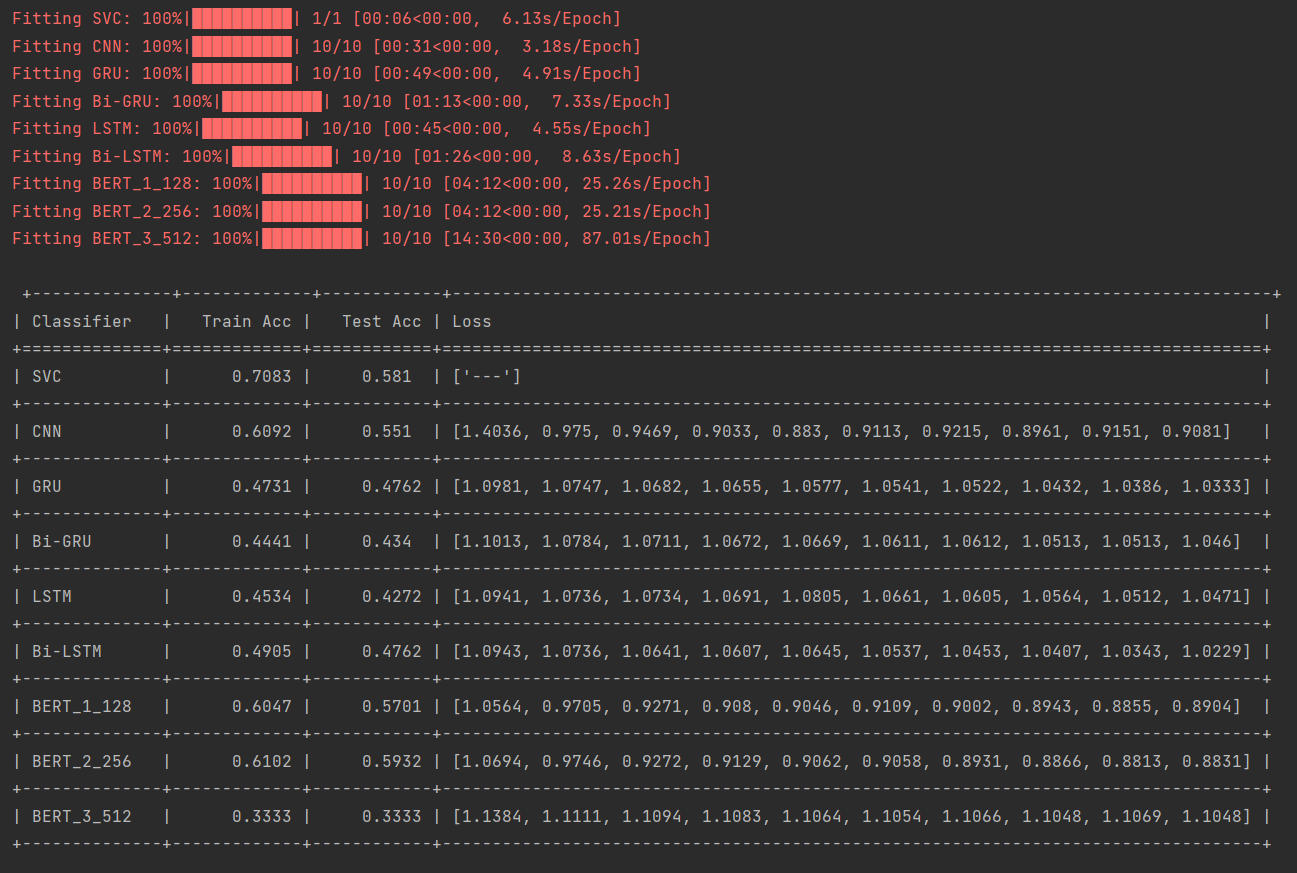 Fitting SVC: 100%|██████████| 1/1 [00:06<00:00,  6.13s/Epoch]
Fitting CNN: 100%|██████████| 10/10 [00:31<00:00,  3.18s/Epoch]
Fitting GRU: 100%|██████████| 10/10 [00:49<00:00,  4.91s/Epoch]
Fitting Bi-GRU: 100%|██████████| 10/10 [01:13<00:00,  7.33s/Epoch]
Fitting LSTM: 100%|██████████| 10/10 [00:45<00:00,  4.55s/Epoch]
Fitting Bi-LSTM: 100%|██████████| 10/10 [01:26<00:00,  8.63s/Epoch]
Fitting BERT_1_128: 100%|██████████| 10/10 [04:12<00:00, 25.26s/Epoch]
Fitting BERT_2_256: 100%|██████████| 10/10 [04:12<00:00, 25.21s/Epoch]
Fitting BERT_3_512: 100%|██████████| 10/10 [14:30<00:00, 87.01s/Epoch]
| Classifier   |   Train Acc |   Test Acc | Loss |
| SVC          |      0.7083 |     0.581  | ['---'] |
| CNN          |      0.6092 |     0.551  | [1.4036, 0.975, 0.9469, 0.9033, 0.883, 0.9113, 0.9215, 0.8961, 0.9151, 0.9081]   |
| GRU          |      0.4731 |     0.4762 | [1.0981, 1.0747, 1.0682, 1.0655, 1.0577, 1.0541, 1.0522, 1.0432, 1.0386, 1.0333] |
| Bi-GRU       |      0.4441 |     0.434  | [1.1013, 1.0784, 1.0711, 1.0672, 1.0669, 1.0611, 1.0612, 1.0513, 1.0513, 1.046]  |
| LSTM         |      0.4534 |     0.4272 | [1.0941, 1.0736, 1.0734, 1.0691, 1.0805, 1.0661, 1.0605, 1.0564, 1.0512, 1.0471] |
| Bi-LSTM      |      0.4905 |     0.4762 | [1.0943, 1.0736, 1.0641, 1.0607, 1.0645, 1.0537, 1.0453, 1.0407, 1.0343, 1.0229] |
| BERT_1_128   |      0.6047 |     0.5701 | [1.0564, 0.9705, 0.9271, 0.908, 0.9046, 0.9109, 0.9002, 0.8943, 0.8855, 0.8904]  |
| BERT_2_256   |      0.6102 |     0.5932 | [1.0694, 0.9746, 0.9272, 0.9129, 0.9062, 0.9058, 0.8931, 0.8866, 0.8813, 0.8831] |
| BERT_3_512   |      0.3333 |     0.3333 | [1.1384, 1.1111, 1.1094, 1.1083, 1.1064, 1.1054, 1.1066, 1.1048, 1.1069, 1.1048] |